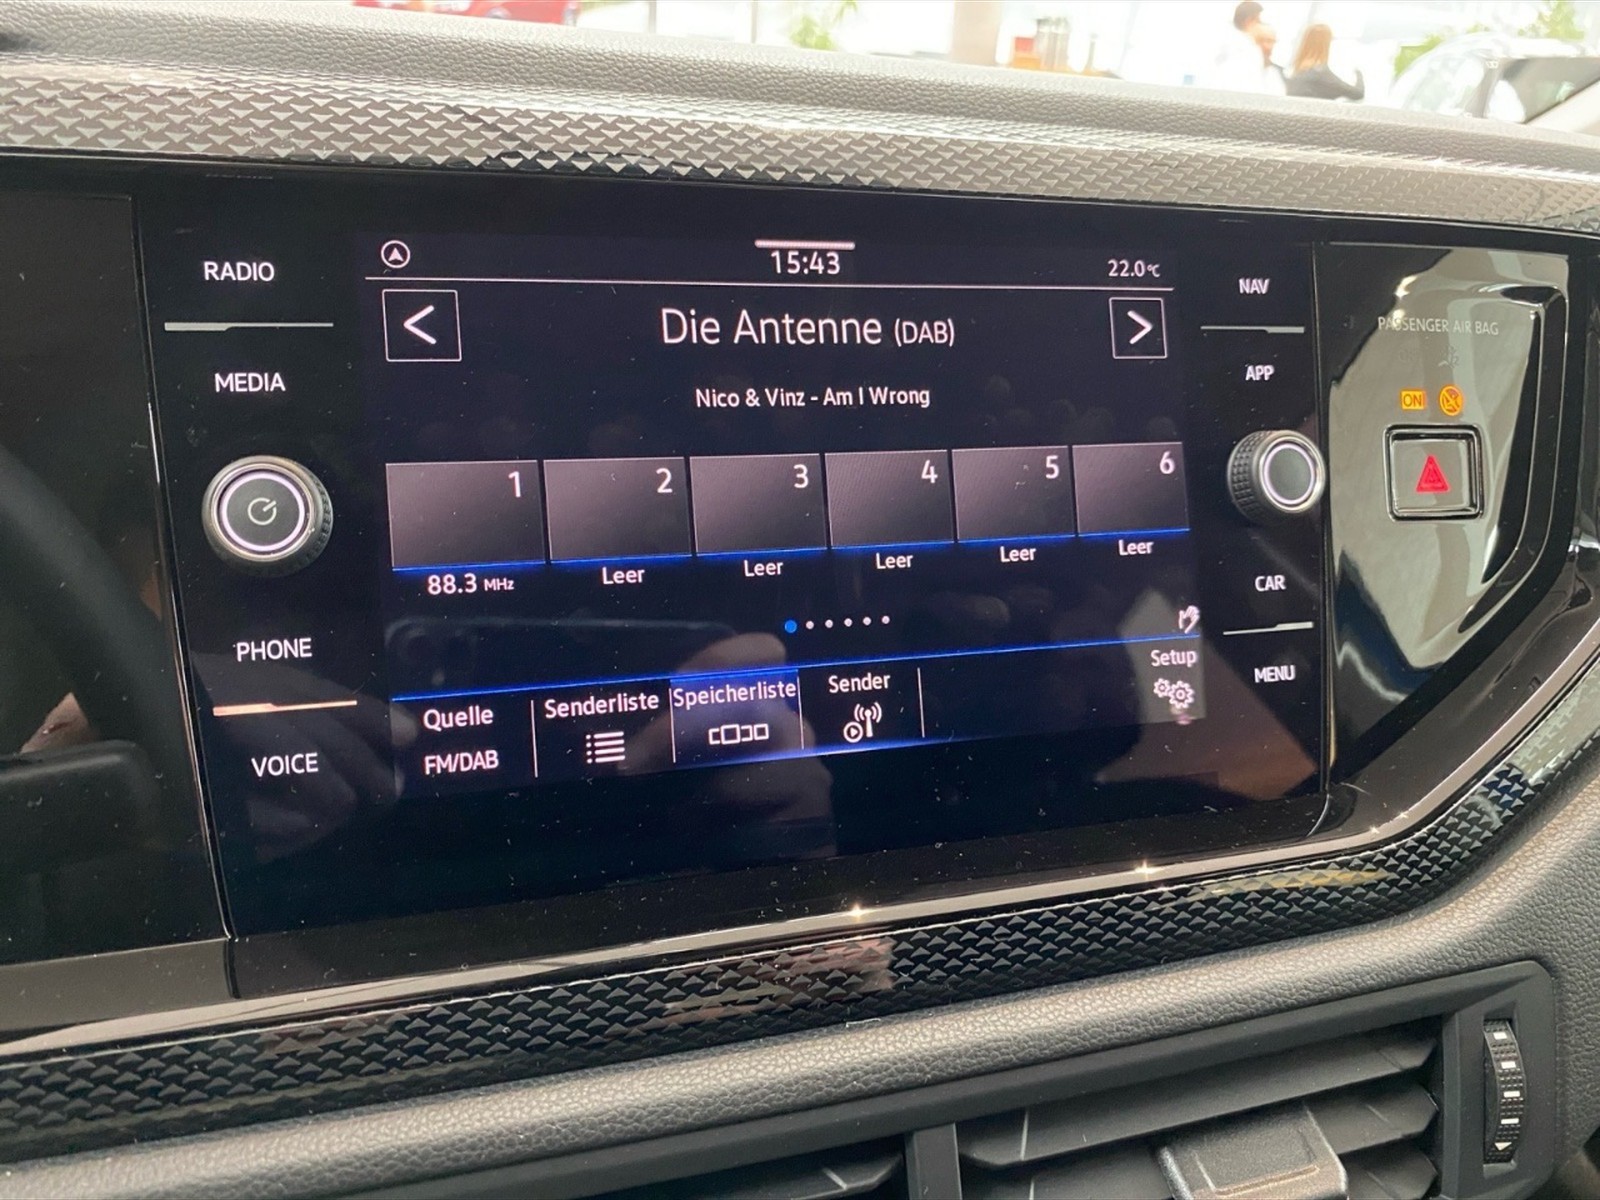 RADIO
MEDIA
PHONE
VOICE
15:43
22.0°C
<
Die Antenne (DAB)
>
Nico & Vinz - Am I Wrong
1
2
3
4
5
6
88.3 MHz
Leer
Leer
Leer
Leer
Leer
Quelle
FM/DAB
Senderliste
Speicherliste
Sender
Setup
NAV
APP
CAR
MENU
PASSENGER AIR BAG
ON